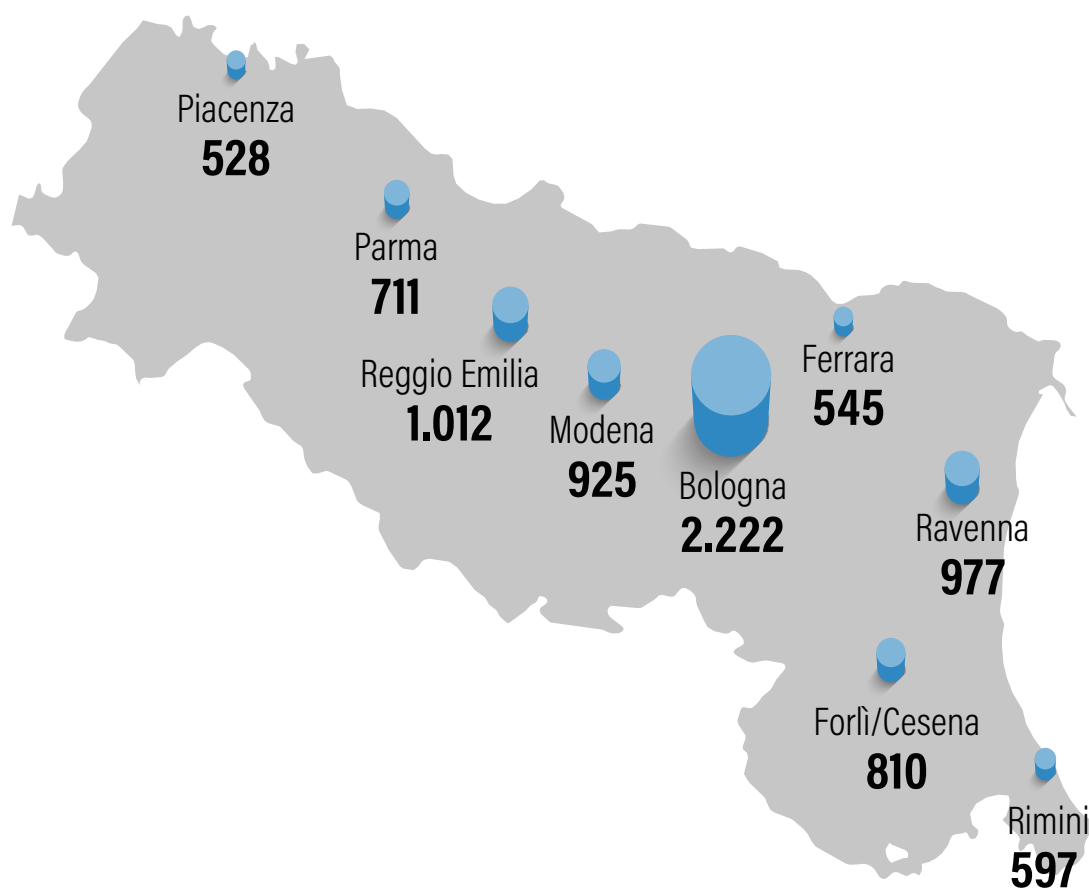 Piacenza
528
Parma
711
Reggio Emilia
1.012
Modena
925
Bologna
2.222
Ferrara
545
Ravenna
977
Forlì/Cesena
810
Rimini
597